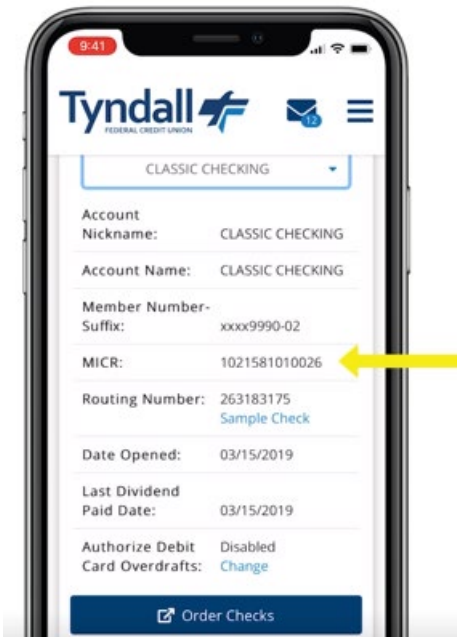 9:41
Tyndall
FEDERAL CREDIT UNION
12
CLASSIC CHECKING
Account
Nickname: CLASSIC CHECKING
Account Name: CLASSIC CHECKING
Member Number-
Suffix: xxxx9990-02
MICR: 1021581010026
Routing Number: 263183175
Sample Check
Date Opened: 03/15/2019
Last Dividend
Paid Date: 03/15/2019
Authorize Debit Disabled
Card Overdrafts: Change
Order Checks